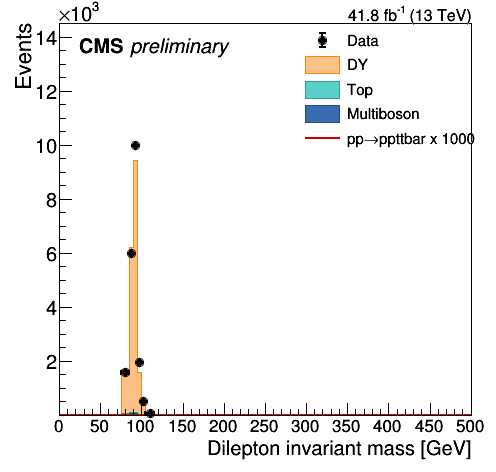 ×10³
41.8 fb⁻¹ (13 TeV)
Events
CMS preliminary
Data
DY
Top
Multiboson
pp→ppttbar x 1000
14
12
10
8
6
4
2
0 50 100 150 200 250 300 350 400 450 500
Dilepton invariant mass [GeV]